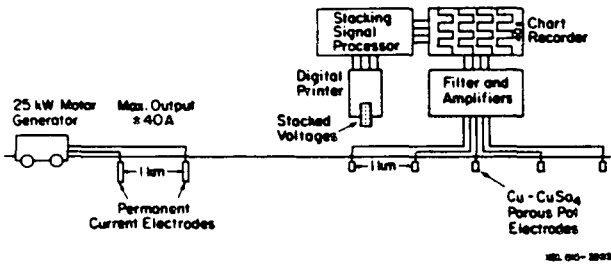 Stacking
Signal
Processor
Chart
Recorder
Digital
Printer
Filter and
Amplifiers
Stacked
Voltages
25 kW Motor
Generator
Max. Output
± 40A
1 km
1 km
Permanent
Current Electrodes
Cu - CuSo4
Porous Pot
Electrodes